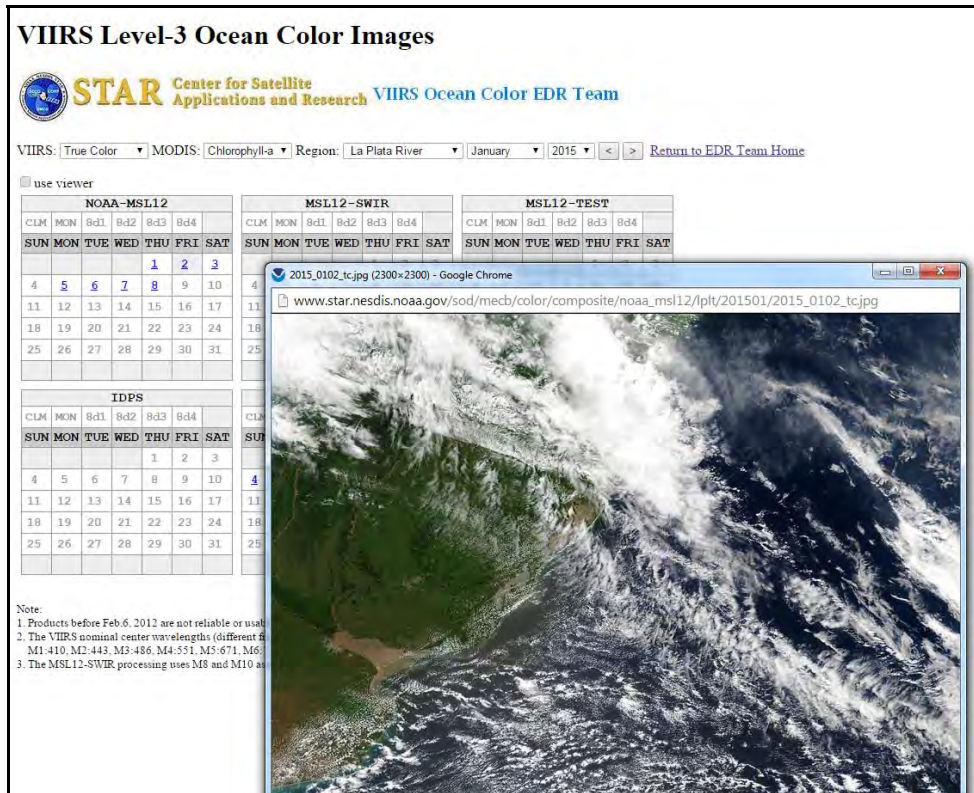 VIIRS Level-3 Ocean Color Images
STAR Center for Satellite Applications and Research VIIRS Ocean Color EDR Team
VIIRS: True Color MODIS: Chlorophyll-a Region: La Plata River January 2015 < > Return to EDR Team Home
use viewer
NOAA-MSL12 MSL12-SWIR MSL12-TEST
CLM MON 8d1 8d2 8d3 8d4 CLM MON 8d1 8d2 8d3 8d4 CLM MON 8d1 8d2 8d3 8d4
SUN MON TUE WED THU FRI SAT SUN MON TUE WED THU FRI SAT SUN MON TUE WED THU FRI SAT
1 2 3
4 5 6 7 8 9 10 4
11 12 13 14 15 16 17 11
18 19 20 21 22 23 24 18
25 26 27 28 29 30 31 25
2015_0102_tc.jpg (2300×2300) - Google Chrome
www.star.nesdis.noaa.gov/sod/mecb/color/composite/noaa_msl12/lplt/201501/2015_0102_tc.jpg
IDPS
CLM MON 8d1 8d2 8d3 8d4 CLM
SUN MON TUE WED THU FRI SAT SUN
1 2 3
4 5 6 7 8 9 10 4
11 12 13 14 15 16 17 11
18 19 20 21 22 23 24 18
25 26 27 28 29 30 31 25
Note:
1. Products before Feb.6, 2012 are not reliable or
2. The VIIRS nominal center wavelengths (different
M1:410, M2:443, M3:486, M4:551, M5:671, M6:
3. The MSL12-SWIR processing uses M8 and M10